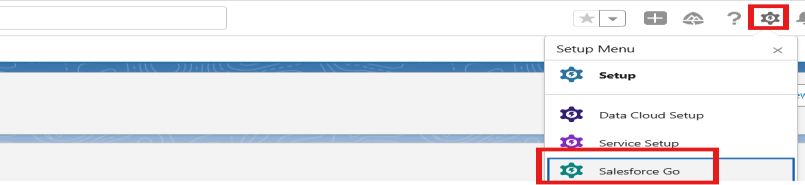 Setup Menu
Setup
Data Cloud Setup
Service Setup
Salesforce Go